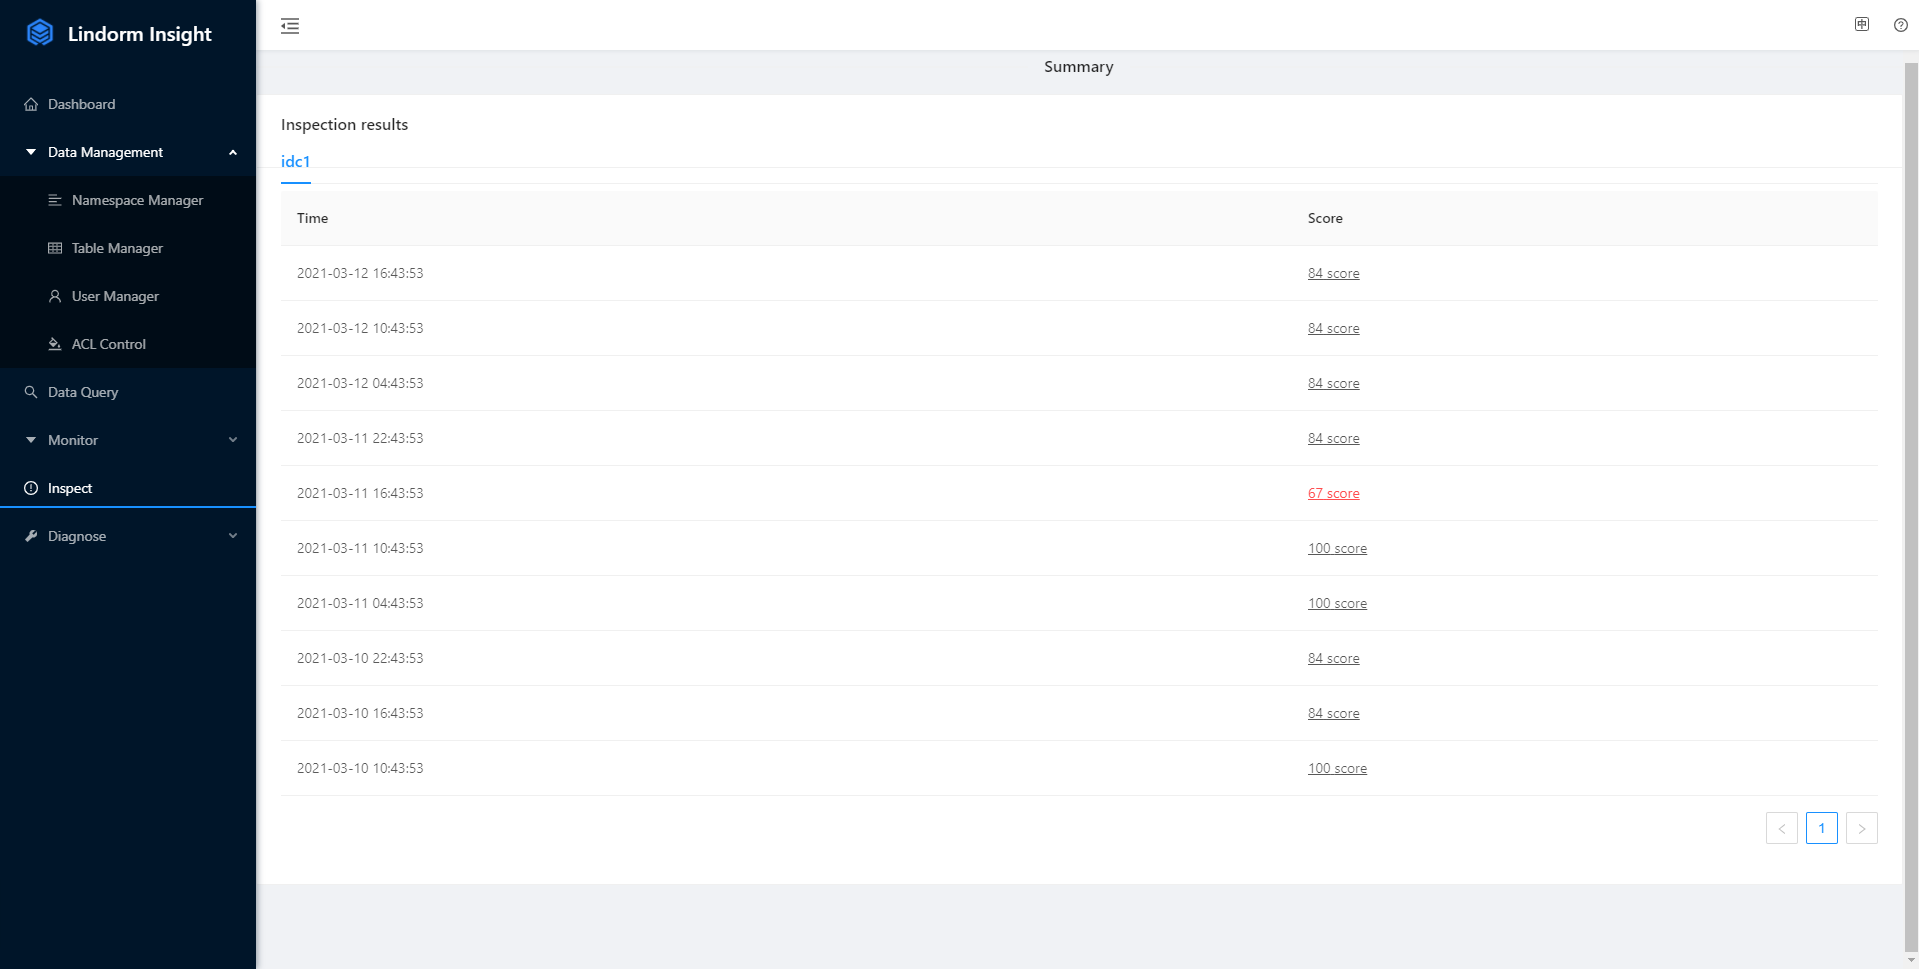 Lindorm Insight
Dashboard
Data Management
Namespace Manager
Table Manager
User Manager
ACL Control
Data Query
Monitor
Inspect
Diagnose
中
Summary
Inspection results
idc1
Time Score
2021-03-12 16:43:53 84 score
2021-03-12 10:43:53 84 score
2021-03-12 04:43:53 84 score
2021-03-11 22:43:53 84 score
2021-03-11 16:43:53 67 score
2021-03-11 10:43:53 100 score
2021-03-11 04:43:53 100 score
2021-03-10 22:43:53 84 score
2021-03-10 16:43:53 84 score
2021-03-10 10:43:53 100 score
< 1 >